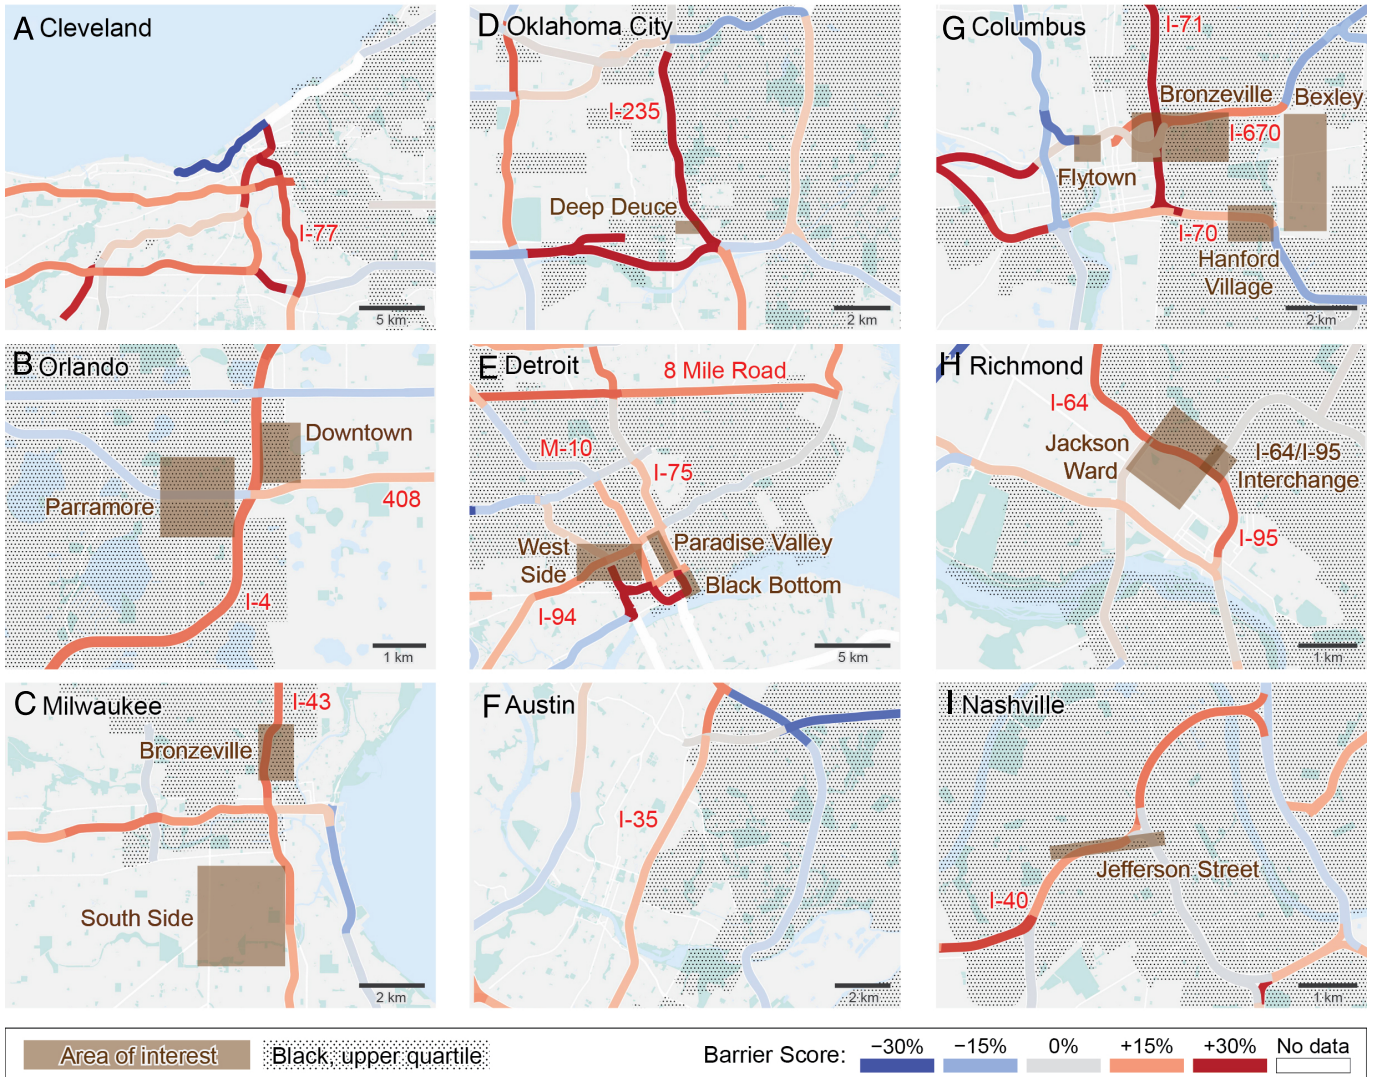 A Cleveland
I-77
5 km
B Orlando
Downtown
408
Parramore
I-4
1 km
C Milwaukee
I-43
Bronzeville
South Side
2 km
D Oklahoma City
I-235
Deep Deuce
2 km
E Detroit
8 Mile Road
M-10
I-75
West
Side
Paradise Valley
Black Bottom
I-94
5 km
F Austin
I-35
2 km
G Columbus
I-71
Bronzeville
Bexley
I-670
Flytown
I-70
Hanford
Village
2 km
H Richmond
I-64
Jackson
Ward
I-64/I-95
Interchange
I-95
1 km
I Nashville
Jefferson Street
I-40
1 km
Area of interest
Black, upper quartile
Barrier Score:
−30%
−15%
0%
+15%
+30%
No data